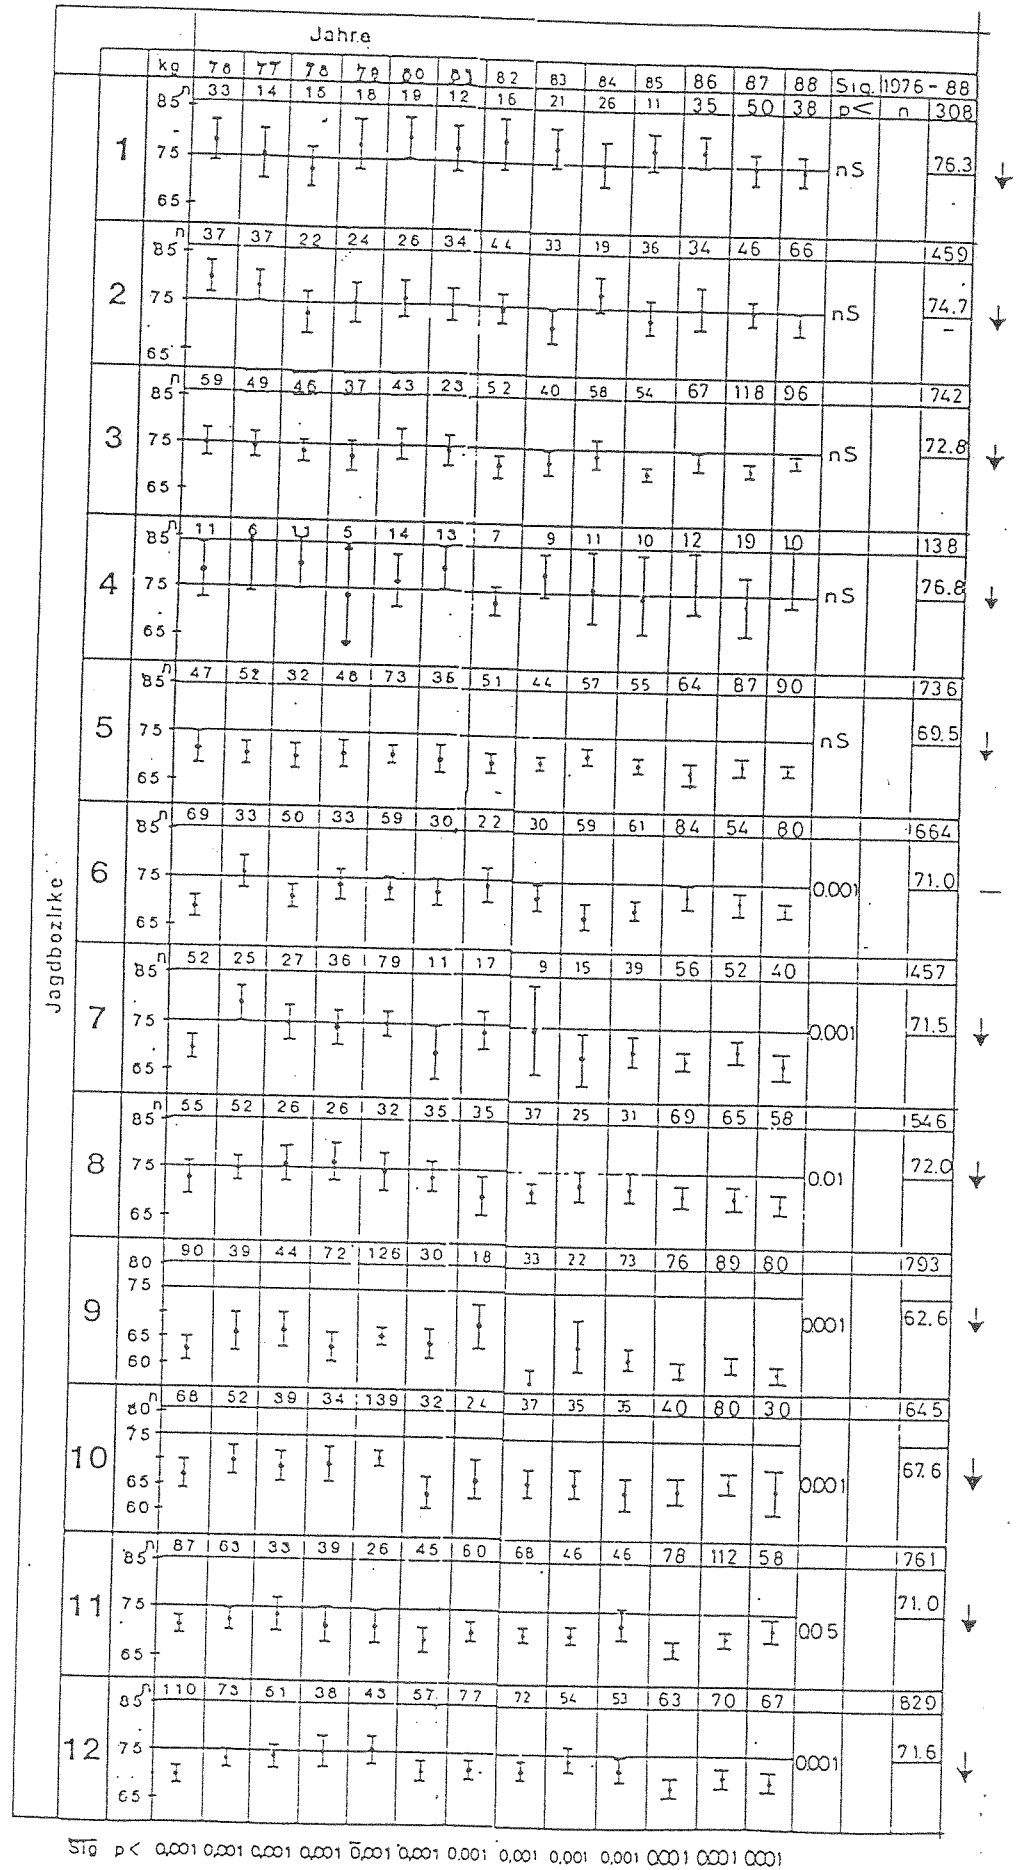 Jahre
kg 76 77 78 79 80 81 82 83 84 85 86 87 88 Sig. 1976-88
85 n 33 14 15 18 19 12 16 21 26 11 35 50 38 p< n 308
1 75 nS 76.3
65
n 37 37 22 24 26 34 44 33 19 36 34 46 66 459
85
2 75 nS 74.7
65
85 n 59 49 46 37 43 23 52 40 58 54 67 118 96 742
3 75 nS 72.8
65
85 n 11 6 5 14 13 7 9 11 10 12 19 10 138
4 75 nS 76.8
65
85 n 47 52 32 48 73 36 51 44 57 55 64 87 90 736
5 75 nS 69.5
65
85 n 69 33 50 33 59 30 22 30 59 61 84 54 80 664
6 75 0.001 71.0
65
85 n 52 25 27 36 79 11 17 9 15 39 56 52 40 457
7 75 0.001 71.5
65
n 55 52 26 26 32 35 35 37 25 31 69 65 58 546
85
8 75 0.01 72.0
65
90 39 44 72 126 30 18 33 22 73 76 89 80 793
80
75
9 65 0.001 62.6
60
n 68 52 39 34 139 32 24 37 35 35 40 80 30 645
80
75
10 65 0.001 67.6
60
85 n 87 63 33 39 26 45 60 68 46 46 78 112 58 761
11 75 0.05 71.0
65
85 n 110 73 51 38 43 57 77 72 54 53 63 70 67 829
12 75 0.001 71.6
65
Jagdbezirke
Sig p< 0,001 0,001 0,001 0,001 0,001 0,001 0.001 0,001 0,001 0,001 0,001 0,001 0,001